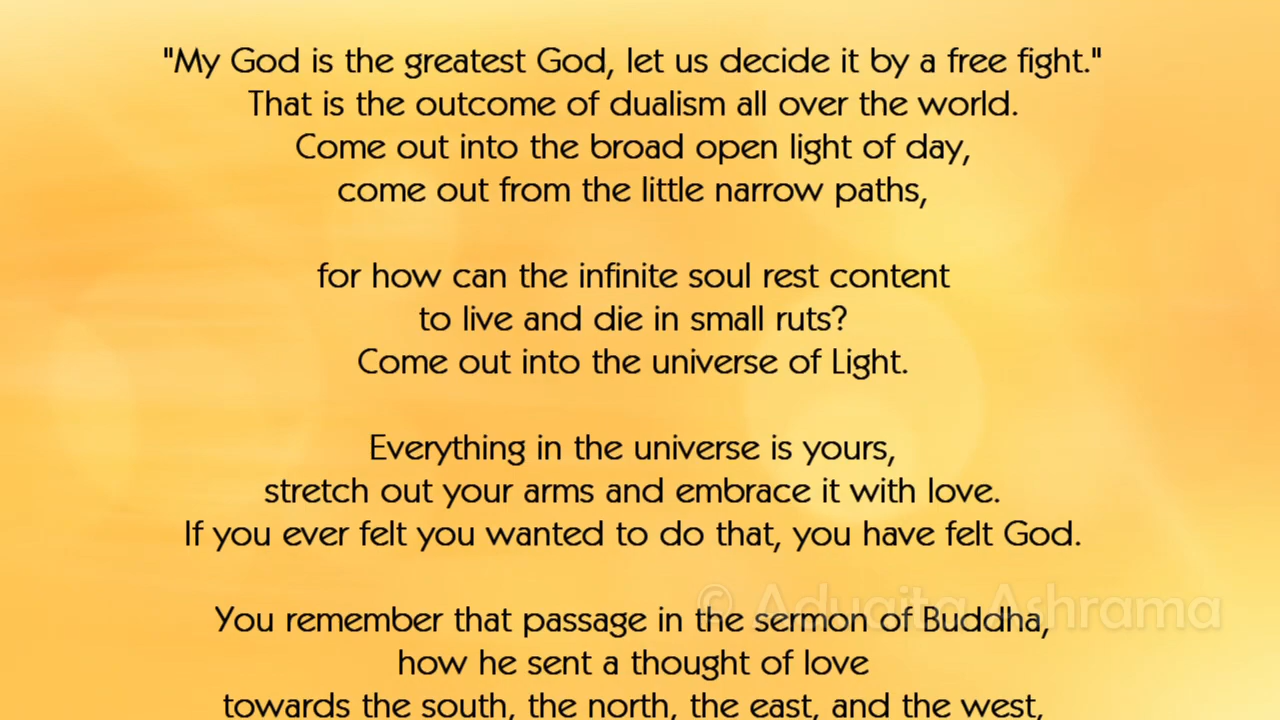 "My God is the greatest God, let us decide it by a free fight."
That is the outcome of dualism all over the world.
Come out into the broad open light of day,
come out from the little narrow paths,
for how can the infinite soul rest content
to live and die in small ruts?
Come out into the universe of Light.
Everything in the universe is yours,
stretch out your arms and embrace it with love.
If you ever felt you wanted to do that, you have felt God.
© Advaita Ashrama
You remember that passage in the sermon of Buddha,
how he sent a thought of love
towards the south, the north, the east, and the west,